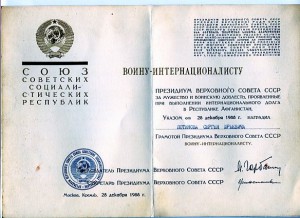 СОЮЗ
СОВЕТСКИХ
СОЦИАЛИ-
СТИЧЕСКИХ
РЕСПУБЛИК
ВОИНУ-ИНТЕРНАЦИОНАЛИСТУ
ПРЕЗИДИУМ ВЕРХОВНОГО СОВЕТА СССР
ЗА МУЖЕСТВО И ВОИНСКУЮ ДОБЛЕСТЬ, ПРОЯВЛЕННЫЕ
ПРИ ВЫПОЛНЕНИИ ИНТЕРНАЦИОНАЛЬНОГО ДОЛГА
В РЕСПУБЛИКЕ АФГАНИСТАН,
УКАЗОМ ОТ 28 декабря 1988 г. НАГРАДИЛ
ГРАМОТОЙ ПРЕЗИДИУМА ВЕРХОВНОГО СОВЕТА СССР
ВОИНУ-ИНТЕРНАЦИОНАЛИСТУ.
ПРЕДСЕДАТЕЛЬ ПРЕЗИДИУМА ВЕРХОВНОГО СОВЕТА СССР
СЕКРЕТАРЬ ПРЕЗИДИУМА ВЕРХОВНОГО СОВЕТА СССР
Москва, Кремль. 28 декабря 1988 г.